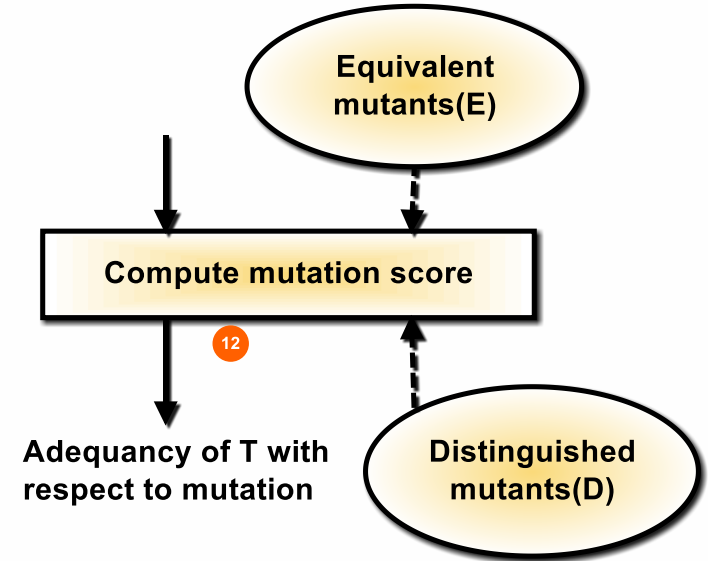 Equivalent
mutants(E)
Compute mutation score
12
Adequancy of T with
respect to mutation
Distinguished
mutants(D)